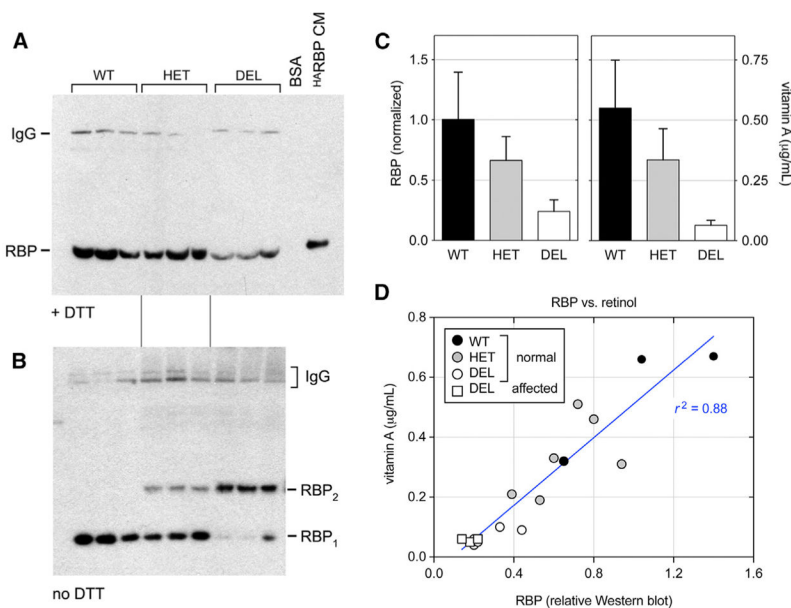 A
WT HET DEL BSA HARBP CM
IgG
RBP
+ DTT
B
IgG
RBP2
RBP1
no DTT
C
RBP (normalized)
1.5
1.0
0.5
0.0
WT HET DEL
WT HET DEL
0.75
0.50
0.25
0.00
vitamin A (µg/mL)
D
RBP vs. retinol
vitamin A (µg/mL)
0.8
0.6
0.4
0.2
0.0
WT
HET normal
DEL
DEL affected
r² = 0.88
0.0 0.4 0.8 1.2 1.6
RBP (relative Western blot)